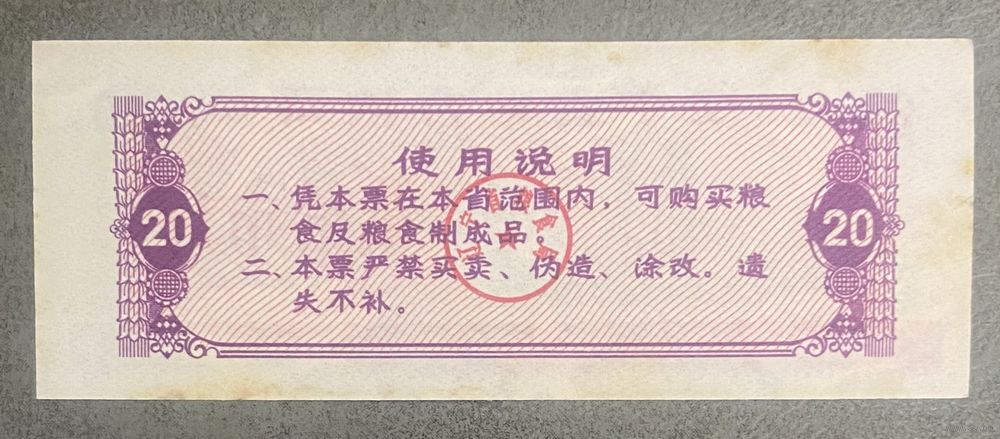 使用说明
一、凭本票在本省范围内，可购买粮
食及粮食制成品。
二、本票严禁买卖、伪造、涂改。遗
失不补。
20
20